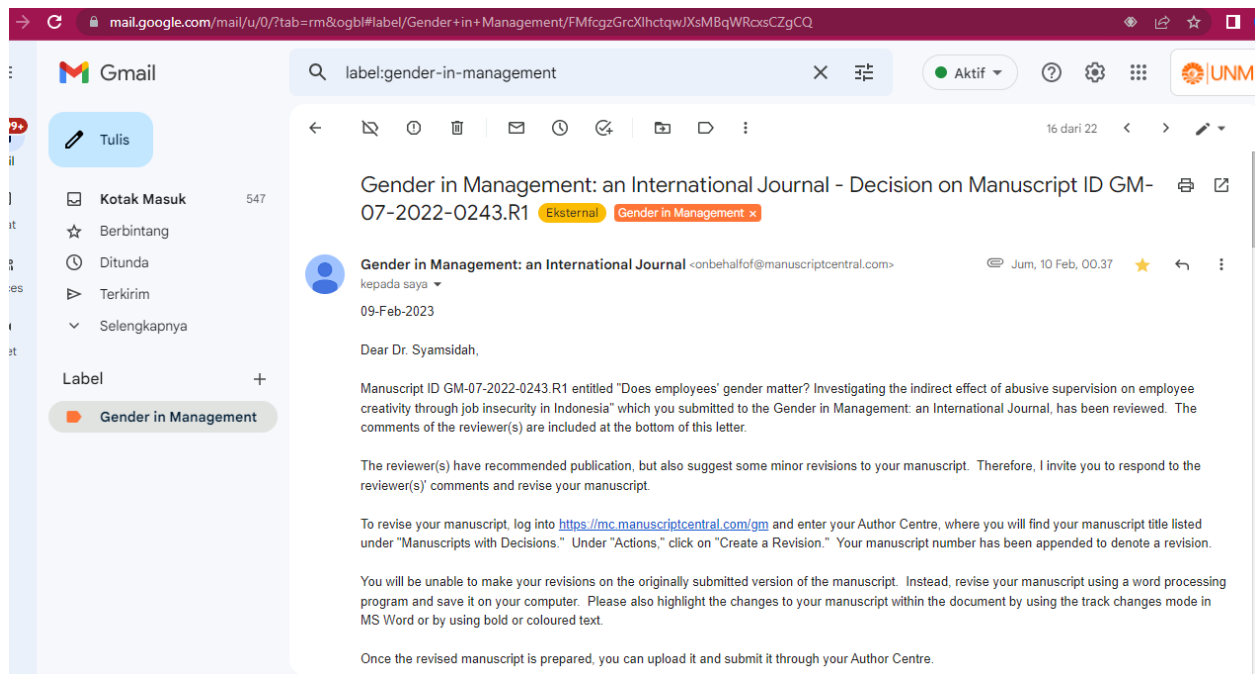 mail.google.com/mail/u/0/?tab=rm&ogbl#label/Gender+in+Management/FMfcgzGrcXlhctqwJXsMBqWRcxsCZgCQ
Gmail
label:gender-in-management
Aktif
UNM
9+
Tulis
16 dari 22
Kotak Masuk 547
Berbintang
Ditunda
Terkirim
Selengkapnya
Label
Gender in Management
Gender in Management: an International Journal - Decision on Manuscript ID GM-
07-2022-0243.R1 Eksternal Gender in Management ×
Gender in Management: an International Journal <onbehalfof@manuscriptcentral.com> Jum, 10 Feb, 00.37
kepada saya
09-Feb-2023
Dear Dr. Syamsidah,
Manuscript ID GM-07-2022-0243.R1 entitled "Does employees' gender matter? Investigating the indirect effect of abusive supervision on employee
creativity through job insecurity in Indonesia" which you submitted to the Gender in Management: an International Journal, has been reviewed. The
comments of the reviewer(s) are included at the bottom of this letter.
The reviewer(s) have recommended publication, but also suggest some minor revisions to your manuscript. Therefore, I invite you to respond to the
reviewer(s)' comments and revise your manuscript.
To revise your manuscript, log into https://mc.manuscriptcentral.com/gm and enter your Author Centre, where you will find your manuscript title listed
under "Manuscripts with Decisions." Under "Actions," click on "Create a Revision." Your manuscript number has been appended to denote a revision.
You will be unable to make your revisions on the originally submitted version of the manuscript. Instead, revise your manuscript using a word processing
program and save it on your computer. Please also highlight the changes to your manuscript within the document by using the track changes mode in
MS Word or by using bold or coloured text.
Once the revised manuscript is prepared, you can upload it and submit it through your Author Centre.